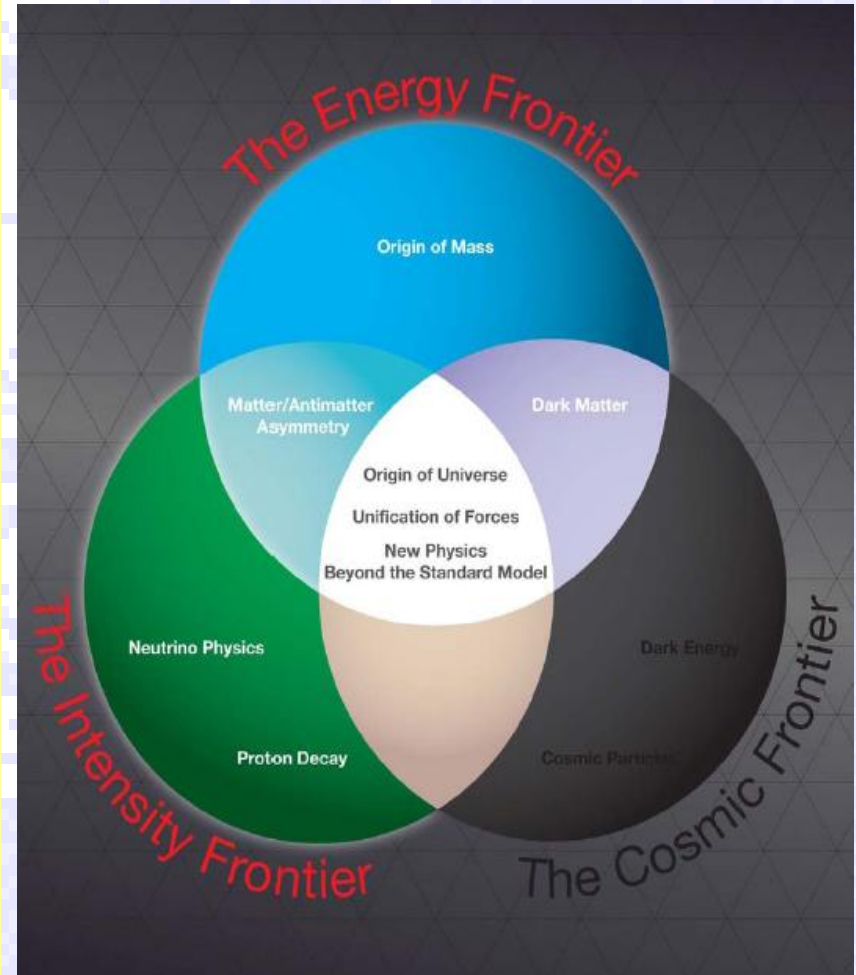 The Energy Frontier
Origin of Mass
Matter/Antimatter
Asymmetry
Dark Matter
Origin of Universe
Unification of Forces
New Physics
Beyond the Standard Model
Neutrino Physics
Dark Energy
Proton Decay
Cosmic Particles
The Intensity Frontier
The Cosmic Frontier